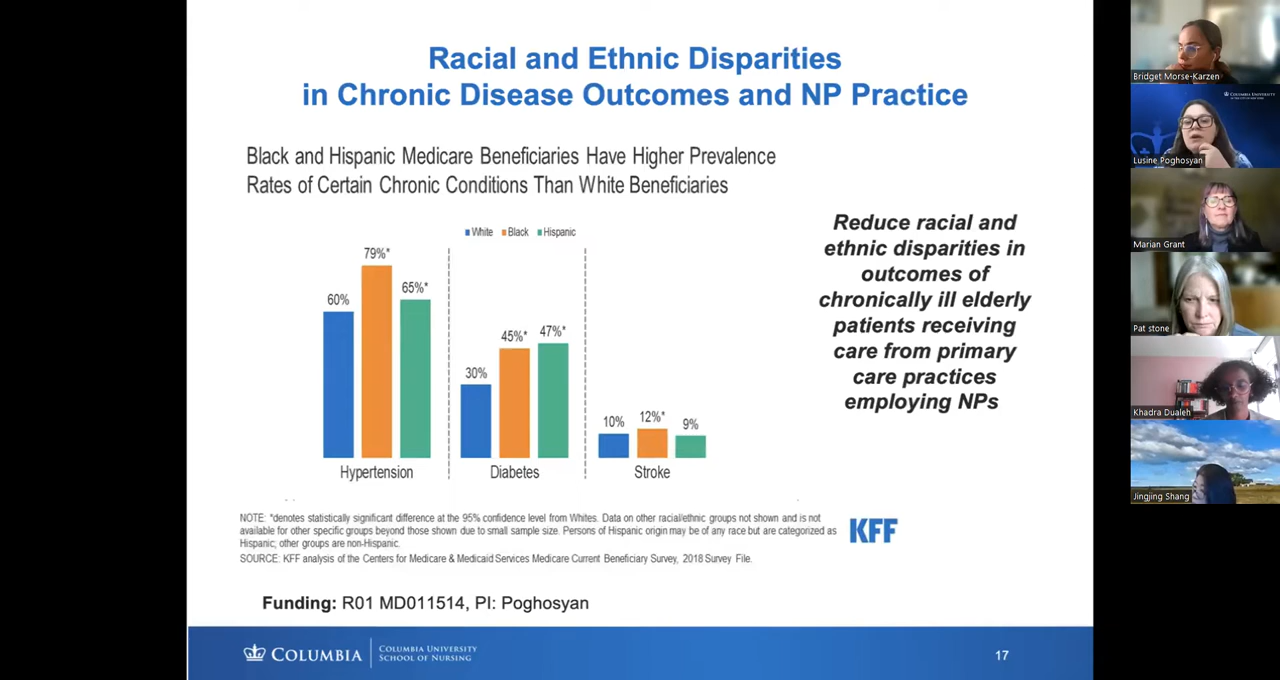 Racial and Ethnic Disparities
in Chronic Disease Outcomes and NP Practice
Black and Hispanic Medicare Beneficiaries Have Higher Prevalence
Rates of Certain Chronic Conditions Than White Beneficiaries
White Black Hispanic
60%
79%*
65%*
Hypertension
30%
45%*
47%*
Diabetes
10%
12%*
9%
Stroke
Reduce racial and
ethnic disparities in
outcomes of
chronically ill elderly
patients receiving
care from primary
care practices
employing NPs
NOTE: *denotes statistically significant difference at the 95% confidence level from Whites. Data on other racial/ethnic groups not shown and is not
available for other specific groups beyond those shown due to small sample size. Persons of Hispanic origin may be of any race but are categorized as
Hispanic; other groups are non-Hispanic.
SOURCE: KFF analysis of the Centers for Medicare & Medicaid Services Medicare Current Beneficiary Survey, 2018 Survey File.
KFF
Funding: R01 MD011514, PI: Poghosyan
COLUMBIA
COLUMBIA UNIVERSITY
SCHOOL OF NURSING
17
Bridget Morse-Karzen
COLUMBIA UNIVERSITY
Lusine Poghosyan
Marian Grant
Pat stone
Khadra Dualeh
Jingjing Shang